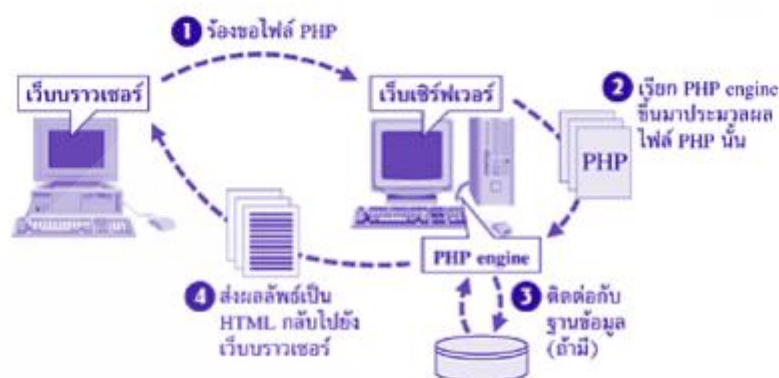 1 ร้องขอไฟล์ PHP
เว็บบราวเซอร์
เว็บเซิร์ฟเวอร์
2 เรียก PHP engine
ขึ้นมาประมวลผล
ไฟล์ PHP นั้น
PHP
PHP engine
3 ติดต่อกับ
ฐานข้อมูล
(ถ้ามี)
4 ส่งผลลัพธ์เป็น
HTML กลับไปยัง
เว็บบราวเซอร์